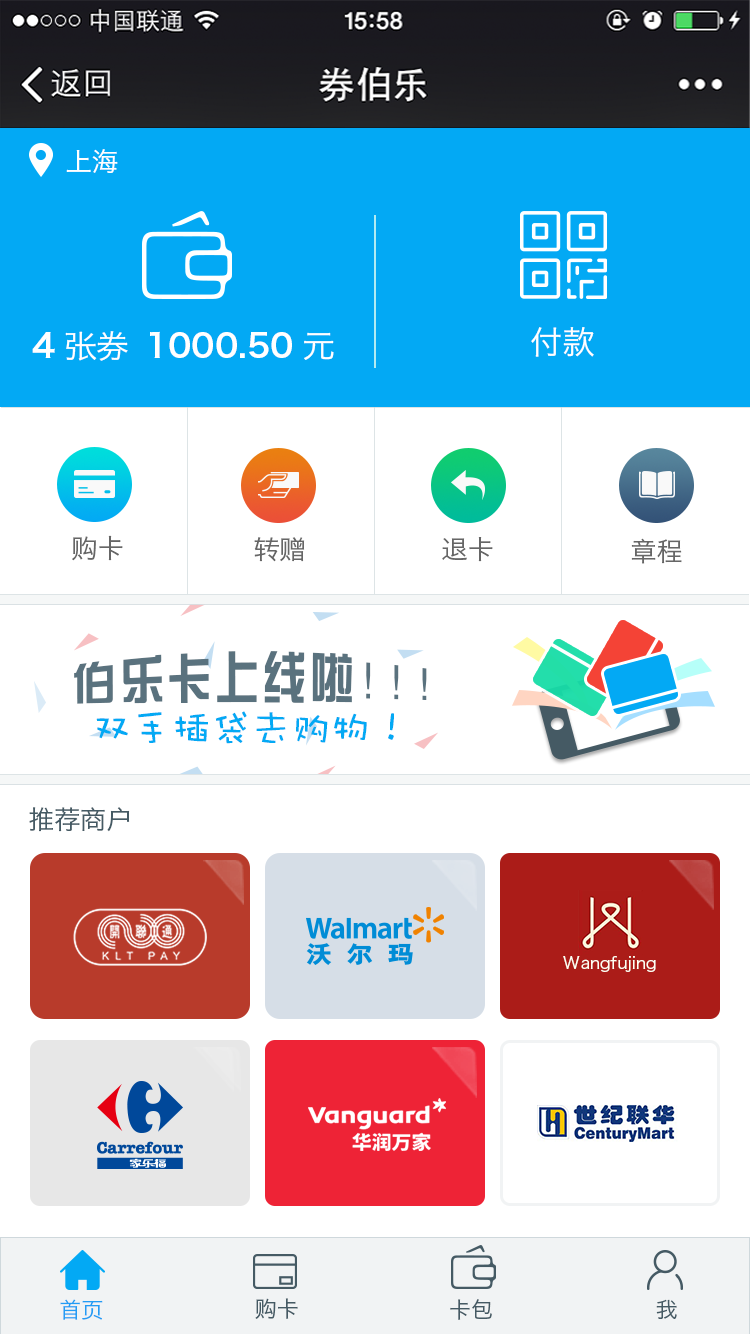 中国联通 15:58
返回 券伯乐
上海
4 张券 1000.50 元
付款
购卡 转赠 退卡 章程
伯乐卡上线啦!!!
双手插袋去购物!
推荐商户
開聯通
KLT PAY
Walmart
沃尔玛
Wangfujing
Carrefour
家乐福
Vanguard
华润万家
世纪联华
CenturyMart
首页 购卡 卡包 我